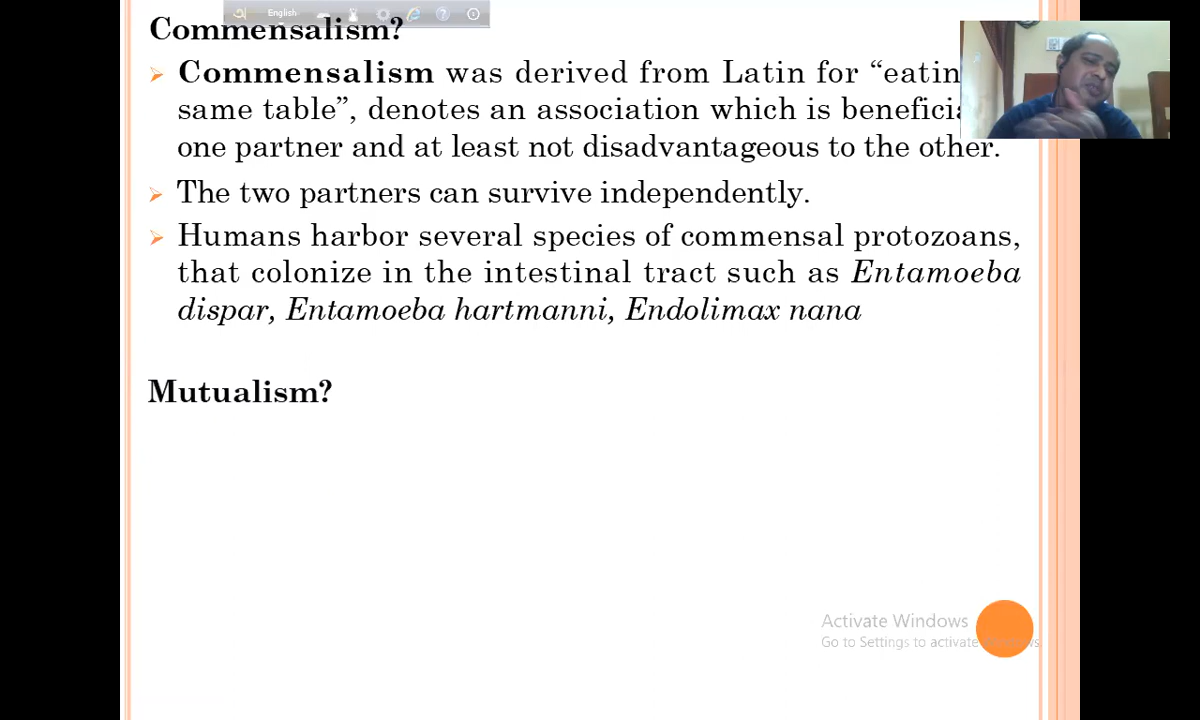 English
Commensalism?
Commensalism was derived from Latin for “eatin
same table”, denotes an association which is benefici
one partner and at least not disadvantageous to the other.
The two partners can survive independently.
Humans harbor several species of commensal protozoans,
that colonize in the intestinal tract such as Entamoeba
dispar, Entamoeba hartmanni, Endolimax nana
Mutualism?
Activate Windows
Go to Settings to activate Windows.